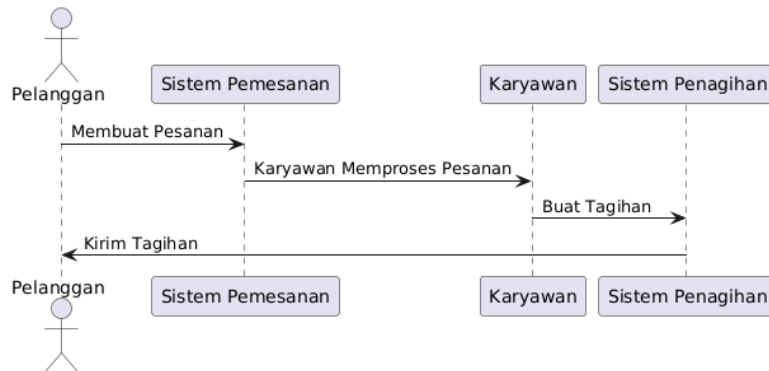 Pelanggan
Sistem Pemesanan
Karyawan
Sistem Penagihan
Membuat Pesanan
Karyawan Memproses Pesanan
Buat Tagihan
Kirim Tagihan
Pelanggan
Sistem Pemesanan
Karyawan
Sistem Penagihan